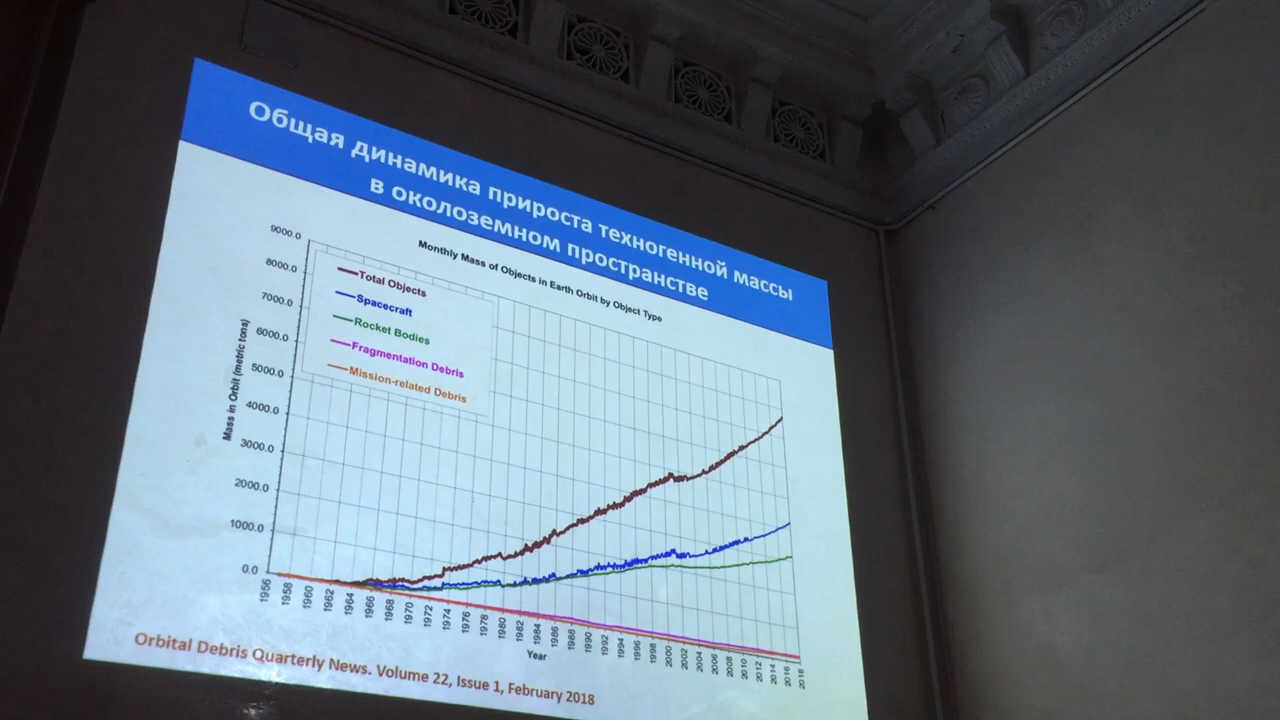 Общая динамика прироста техногенной массы
в околоземном пространстве
Monthly Mass of Objects in Earth Orbit by Object Type
9000.0
8000.0
7000.0
6000.0
5000.0
4000.0
3000.0
2000.0
1000.0
0.0
Mass in Orbit (metric tons)
Total Objects
Spacecraft
Rocket Bodies
Fragmentation Debris
Mission-related Debris
1956 1958 1960 1962 1964 1966 1968 1970 1972 1974 1976 1978 1980 1982 1984 1986 1988 1990 1992 1994 1996 1998 2000 2002 2004 2006 2008 2010 2012 2014 2016 2018
Year
Orbital Debris Quarterly News. Volume 22, Issue 1, February 2018